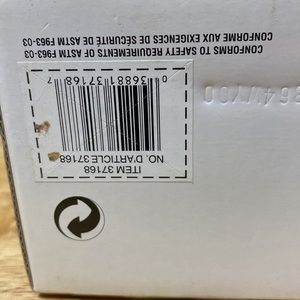 ITEM 37168
NO. D'ARTICLE 37168
0 36881 37168 7
CONFORMS TO SAFETY REQUIREMENTS OF ASTM F963-03
CONFORME AUX EXIGENCES DE SÉCURITÉ DE ASTM F963-03